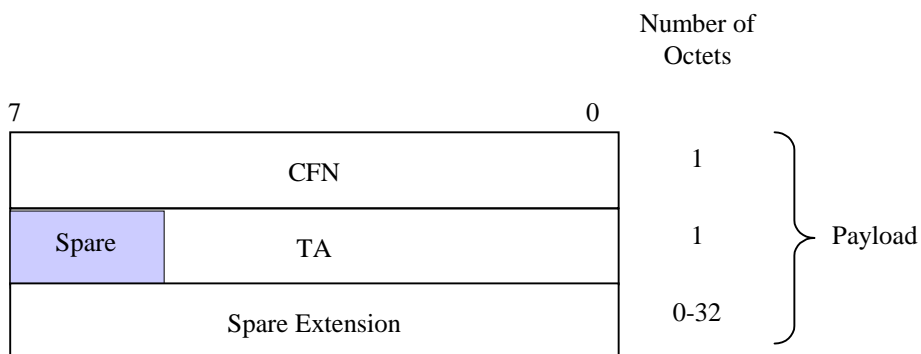 Number of
Octets
7 0
CFN 1
Spare TA 1
Payload
Spare Extension 0-32